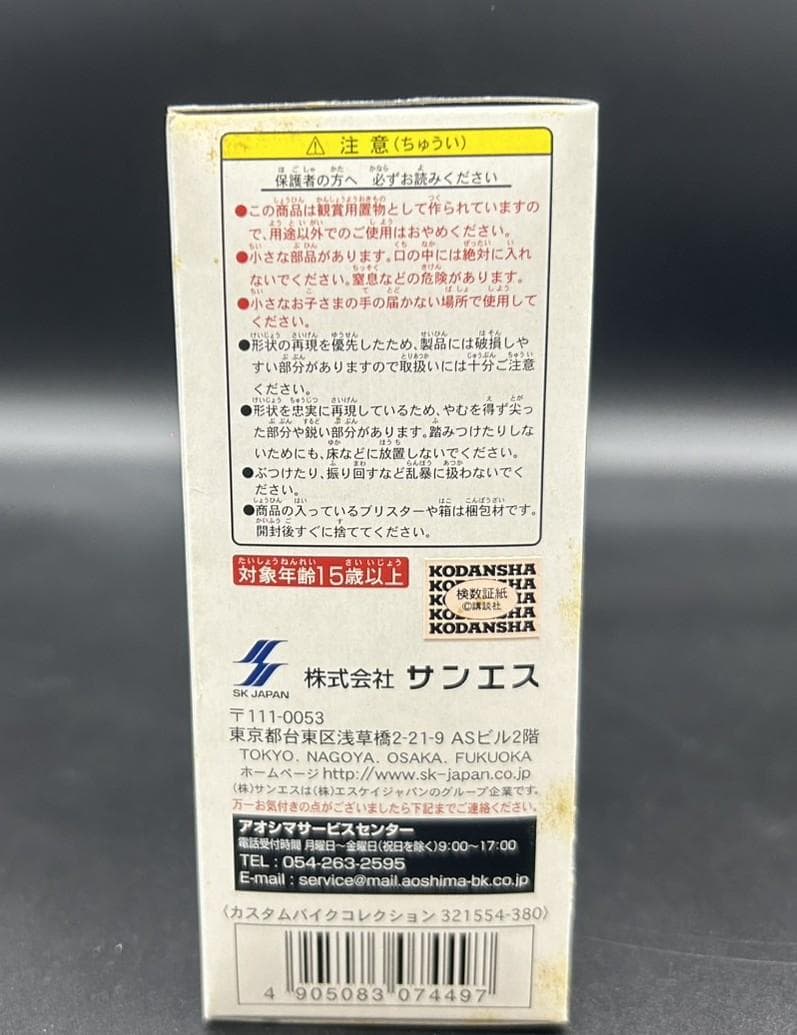 ⚠ 注意(ちゅうい)
保護者の方へ 必ずお読みください
●この商品は観賞用置物として作られていますの
で、用途以外でのご使用はおやめください。
●小さな部品があります。口の中には絶対に入れ
ないでください。窒息などの危険があります。
●小さなお子さまの手の届かない場所で使用して
ください。
●形状の再現を優先したため、製品には破損しや
すい部分がありますので取扱いには十分ご注意
ください。
●形状を忠実に再現しているため、やむを得ず尖っ
た部分や鋭い部分があります。踏みつけたりしな
いためにも、床などに放置しないでください。
●ぶつけたり、振り回すなど乱暴に扱わないでく
ださい。
●商品の入っているブリスターや箱は梱包材です。
開封後すぐに捨ててください。
対象年齢15歳以上
KODANSHA
検数証紙
©講談社
KODANSHA
SK JAPAN
株式会社 サンエス
〒111-0053
東京都台東区浅草橋2-21-9 ASビル2階
TOKYO. NAGOYA. OSAKA. FUKUOKA
ホームページ http://www.sk-japan.co.jp
(株)サンエスは(株)エスケイジャパンのグループ企業です。
万一お気付きの点がございましたら下記までご連絡ください。
アオシマサービスセンター
電話受付時間 月曜日～金曜日(祝日を除く)9:00～17:00
TEL : 054-263-2595
E-mail : service@mail.aoshima-bk.co.jp
〈カスタムバイクコレクション 321554-380〉
4 905083 074497